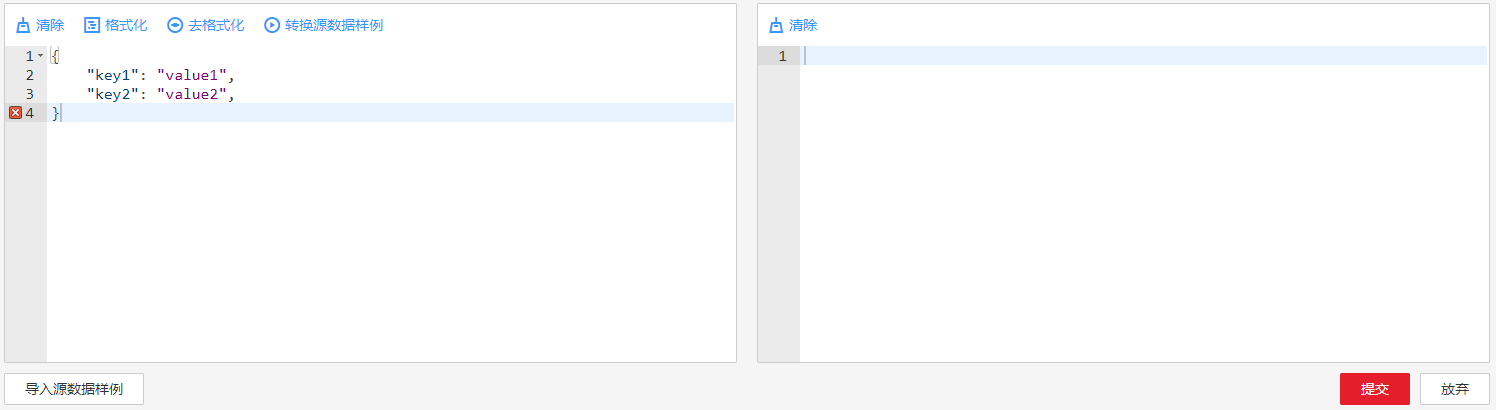 清除 格式化 去格式化 转换源数据样例
1 {
2 "key1": "value1",
3 "key2": "value2",
4 }
清除
1
导入源数据样例 提交 放弃